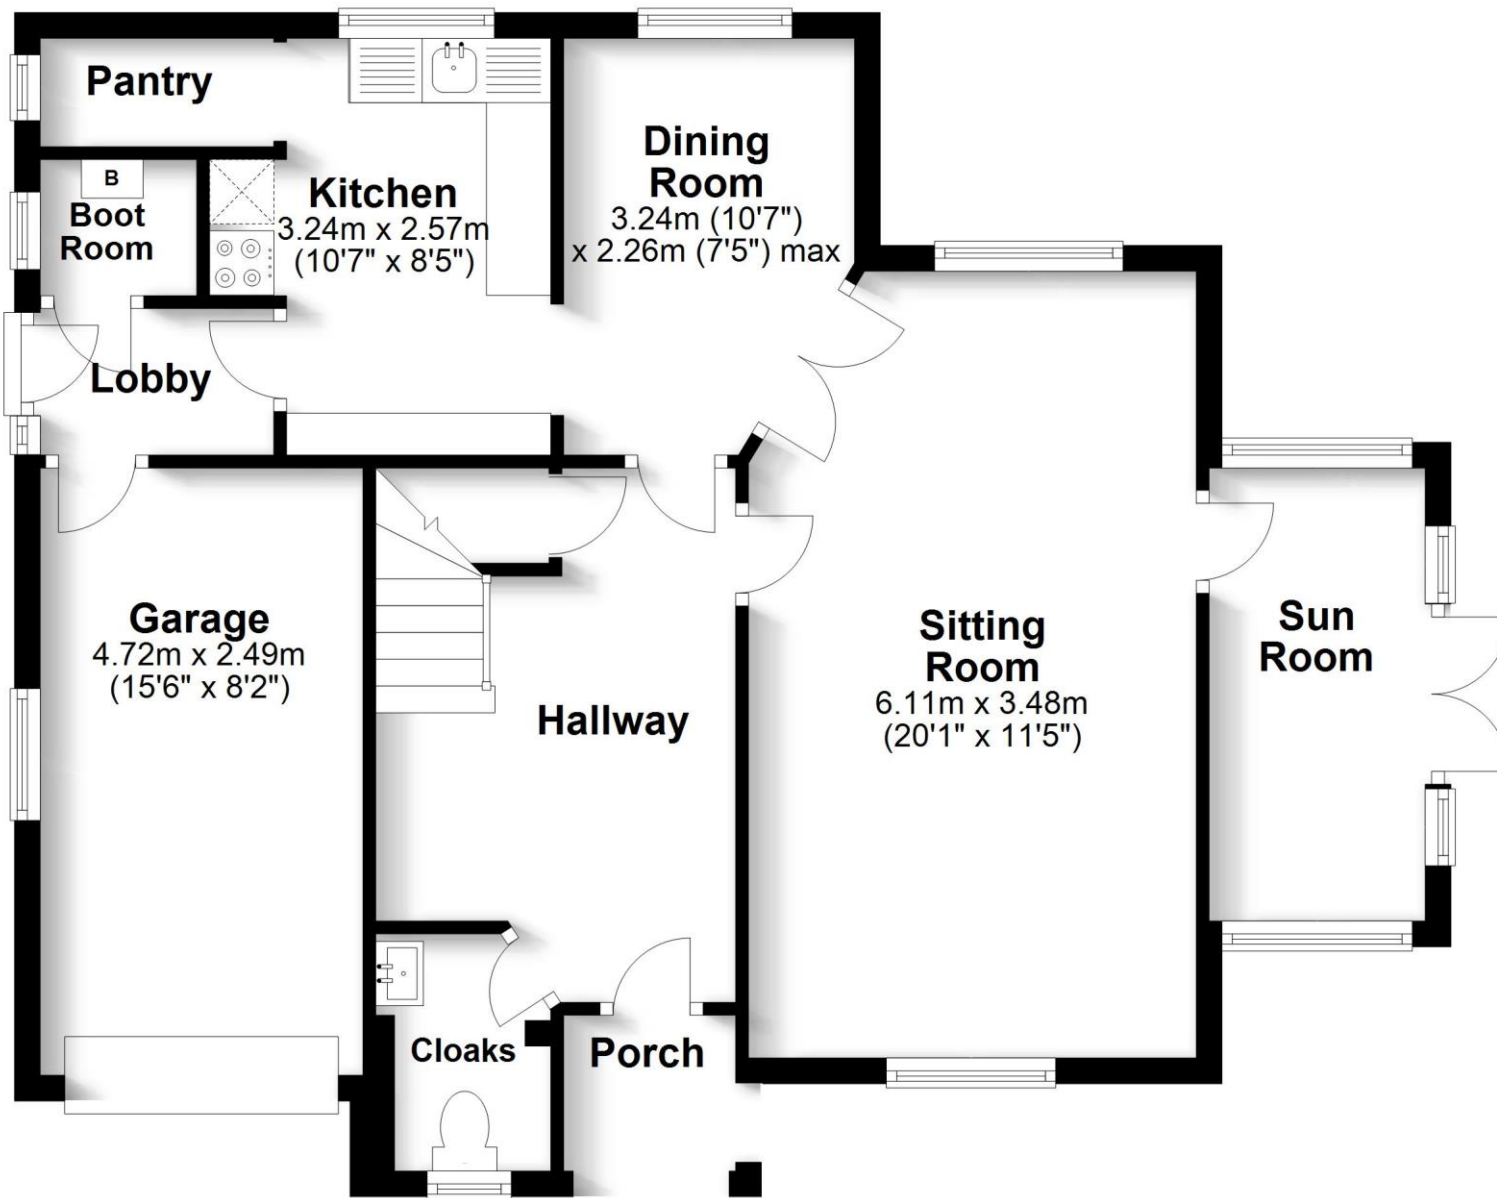 Pantry
B
Boot
Room
Kitchen
3.24m x 2.57m
(10'7" x 8'5")
Dining
Room
3.24m (10'7")
x 2.26m (7'5") max
Lobby
Garage
4.72m x 2.49m
(15'6" x 8'2")
Hallway
Sitting
Room
6.11m x 3.48m
(20'1" x 11'5")
Sun
Room
Cloaks
Porch